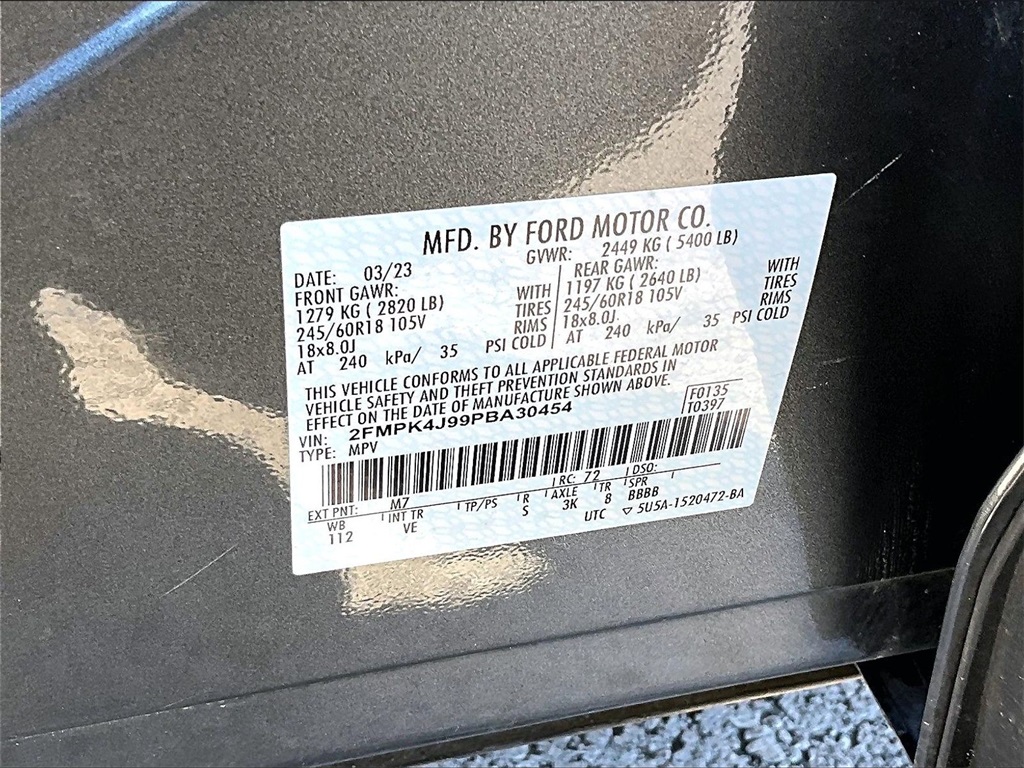 MFD. BY FORD MOTOR CO.
DATE: 03/23
GVWR: 2449 KG ( 5400 LB)
FRONT GAWR:
1279 KG ( 2820 LB) WITH
245/60R18 105V TIRES
18x8.0J RIMS
AT 240 kPa/ 35 PSI COLD
REAR GAWR:
1197 KG ( 2640 LB) WITH
245/60R18 105V TIRES
18x8.0J RIMS
AT 240 kPa/ 35 PSI COLD
THIS VEHICLE CONFORMS TO ALL APPLICABLE FEDERAL MOTOR
VEHICLE SAFETY AND THEFT PREVENTION STANDARDS IN
EFFECT ON THE DATE OF MANUFACTURE SHOWN ABOVE.
VIN: 2FMPK4J99PBA30454
TYPE: MPV
F0135
T0397
EXT PNT: M7 RC: 72 DSO:
WB INT TR TP/PS R AXLE TR SPR
112 VE S 3K 8 BBBB
UTC ▽ 5U5A-1520472-BA